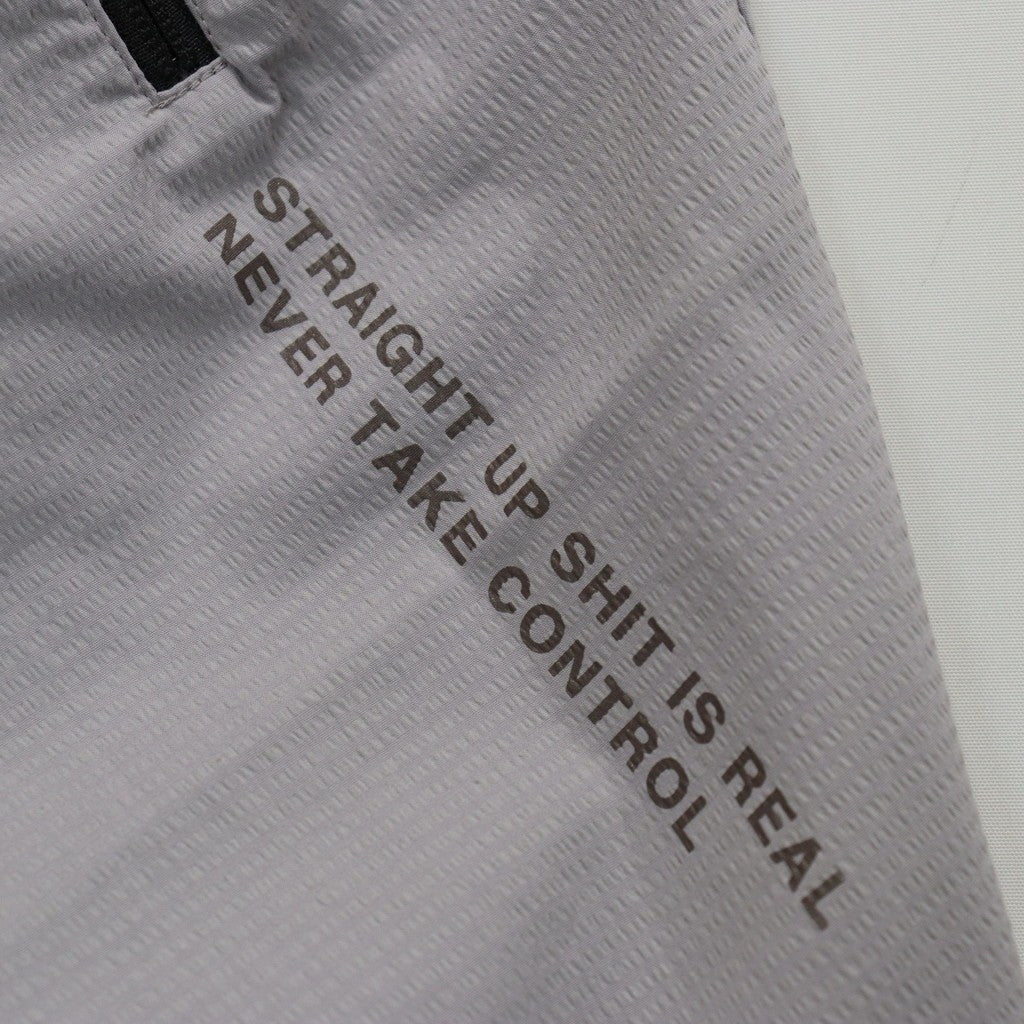 STRAIGHT UP SHIT IS REAL
NEVER TAKE CONTROL